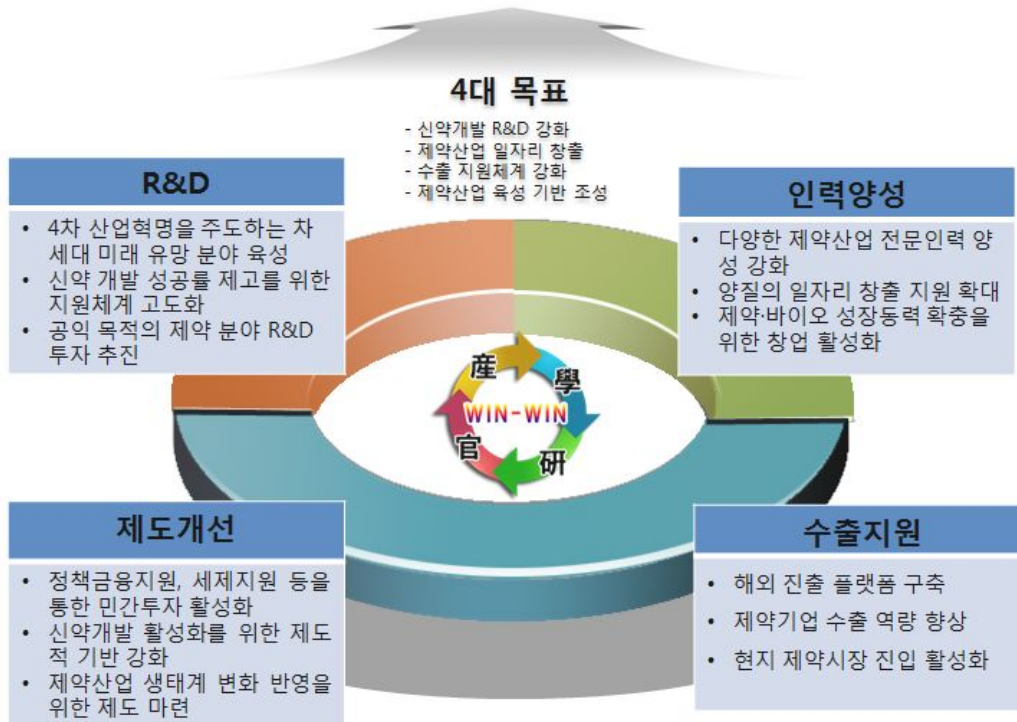 4대 목표
- 신약개발 R&D 강화
- 제약산업 일자리 창출
- 수출 지원체계 강화
- 제약산업 육성 기반 조성
R&D
• 4차 산업혁명을 주도하는 차
세대 미래 유망 분야 육성
• 신약 개발 성공률 제고를 위한
지원체계 고도화
• 공익 목적의 제약 분야 R&D
투자 추진
인력양성
• 다양한 제약산업 전문인력 양
성 강화
• 양질의 일자리 창출 지원 확대
• 제약·바이오 성장동력 확충을
위한 창업 활성화
産
學
WIN-WIN
官
硏
제도개선
• 정책금융지원, 세제지원 등을
통한 민간투자 활성화
• 신약개발 활성화를 위한 제도
적 기반 강화
• 제약산업 생태계 변화 반영을
위한 제도 마련
수출지원
• 해외 진출 플랫폼 구축
• 제약기업 수출 역량 향상
• 현지 제약시장 진입 활성화